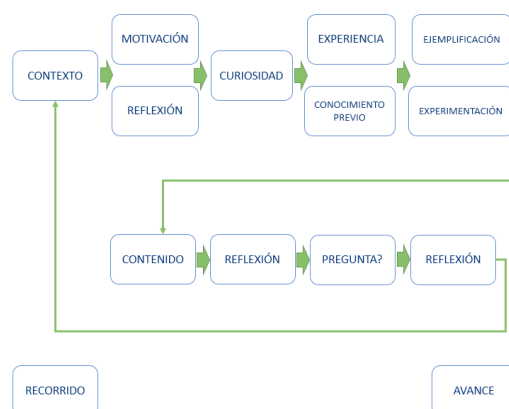 MOTIVACIÓN
EXPERIENCIA
EJEMPLIFICACIÓN
CONTEXTO
CURIOSIDAD
REFLEXIÓN
CONOCIMIENTO
PREVIO
EXPERIMENTACIÓN
CONTENIDO
REFLEXIÓN
PREGUNTA?
REFLEXIÓN
RECORRIDO
AVANCE